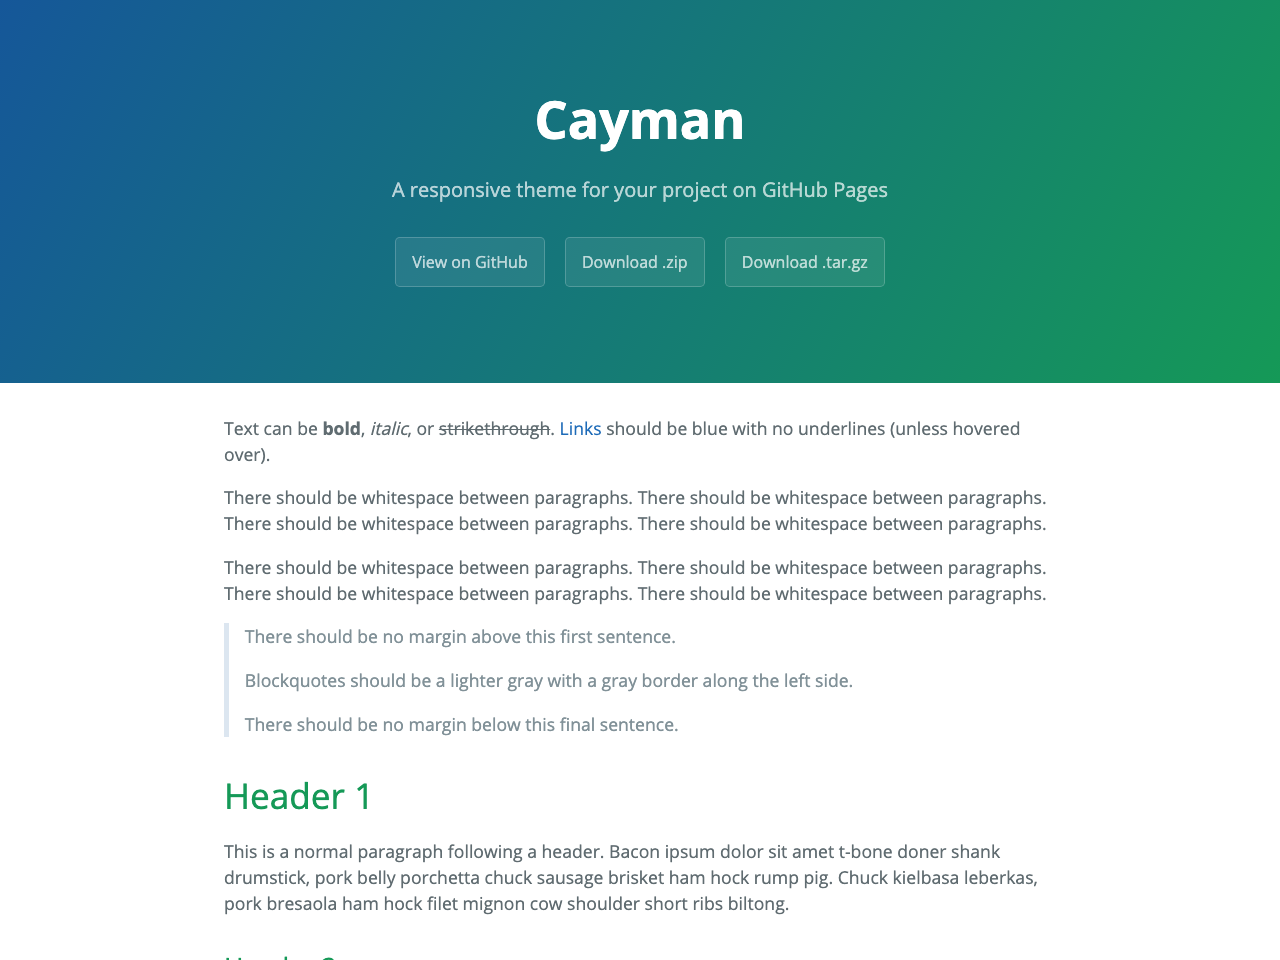 Cayman
A responsive theme for your project on GitHub Pages
View on GitHub
Download .zip
Download .tar.gz
Text can be bold, italic, or strikethrough. Links should be blue with no underlines (unless hovered
over).
There should be whitespace between paragraphs. There should be whitespace between paragraphs.
There should be whitespace between paragraphs. There should be whitespace between paragraphs.
There should be whitespace between paragraphs. There should be whitespace between paragraphs.
There should be whitespace between paragraphs. There should be whitespace between paragraphs.
There should be no margin above this first sentence.
Blockquotes should be a lighter gray with a gray border along the left side.
There should be no margin below this final sentence.
Header 1
This is a normal paragraph following a header. Bacon ipsum dolor sit amet t-bone doner shank
drumstick, pork belly porchetta chuck sausage brisket ham hock rump pig. Chuck kielbasa leberkas,
pork bresaola ham hock filet mignon cow shoulder short ribs biltong.